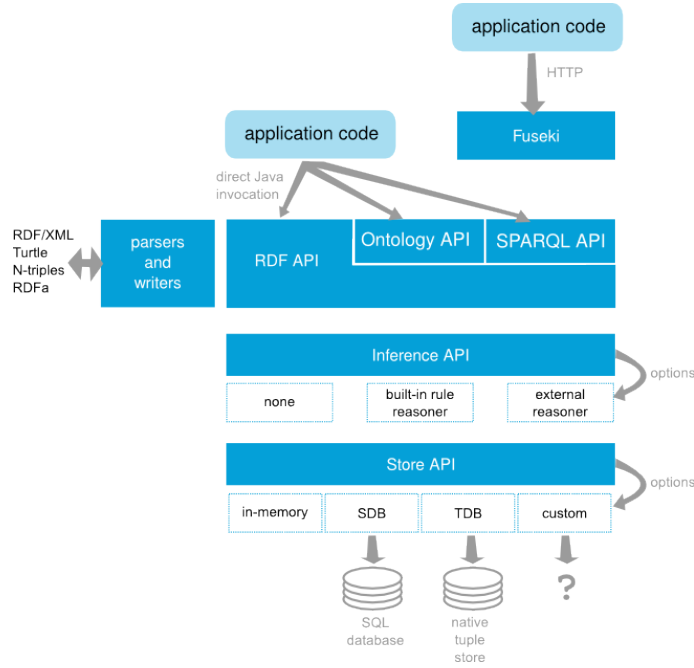 application code
HTTP
Fuseki
application code
direct Java
invocation
RDF/XML
Turtle
N-triples
RDFa
parsers
and
writers
RDF API
Ontology API
SPARQL API
Inference API
options
none
built-in rule
reasoner
external
reasoner
Store API
options
in-memory
SDB
TDB
custom
SQL
database
native
tuple
store
?